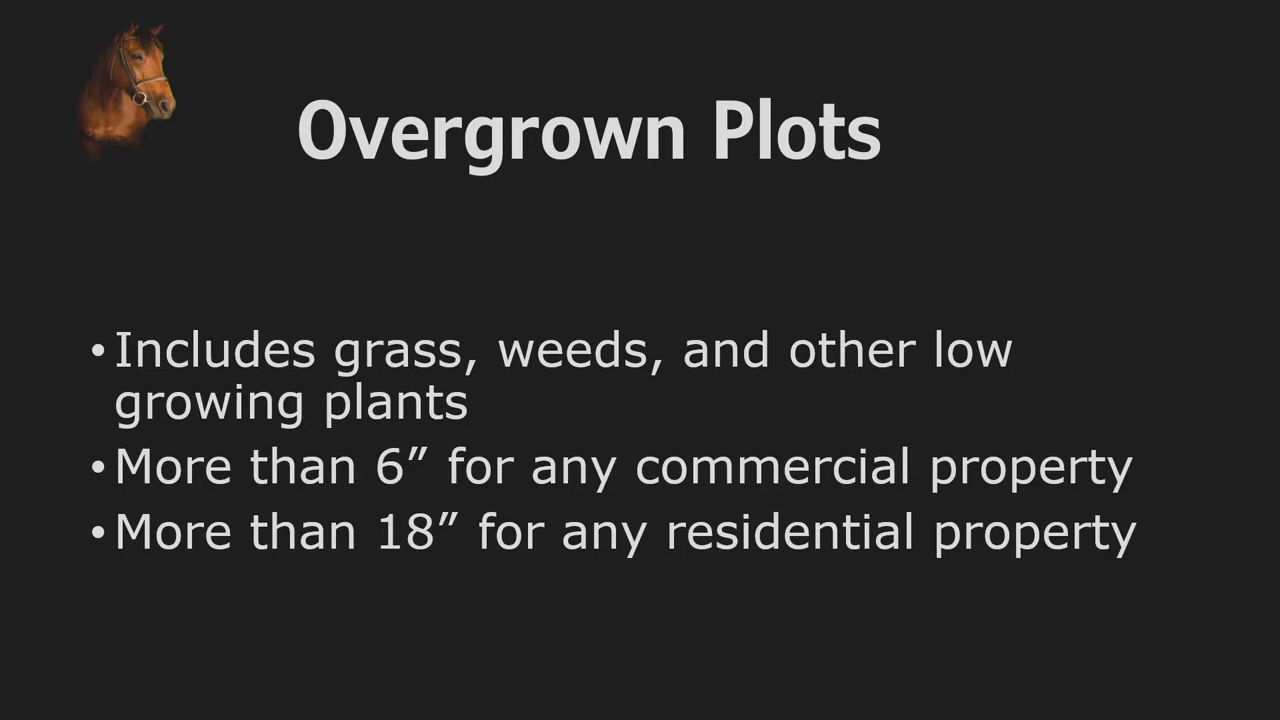 Overgrown Plots
•Includes grass, weeds, and other low
growing plants
•More than 6” for any commercial property
•More than 18” for any residential property